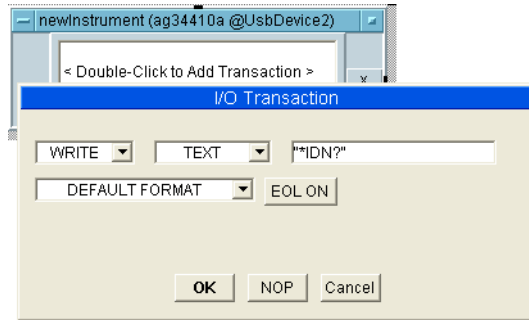 newInstrument (ag34410a @UsbDevice2)
< Double-Click to Add Transaction >
I/O Transaction
WRITE TEXT "*IDN?"
DEFAULT FORMAT EOL ON
OK NOP Cancel